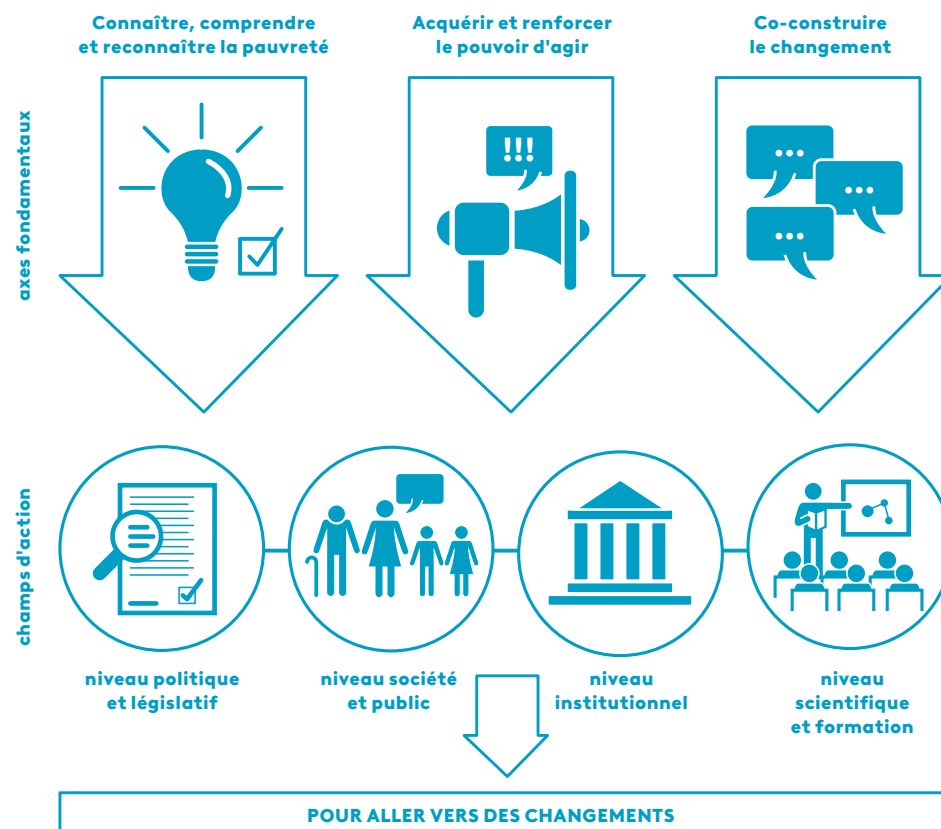 Connaître, comprendre
et reconnaître la pauvreté
Acquérir et renforcer
le pouvoir d'agir
Co-construire
le changement
axes fondamentaux
!!!
...
...
...
champs d'action
niveau politique
et législatif
niveau société
et public
niveau
institutionnel
niveau
scientifique
et formation
POUR ALLER VERS DES CHANGEMENTS